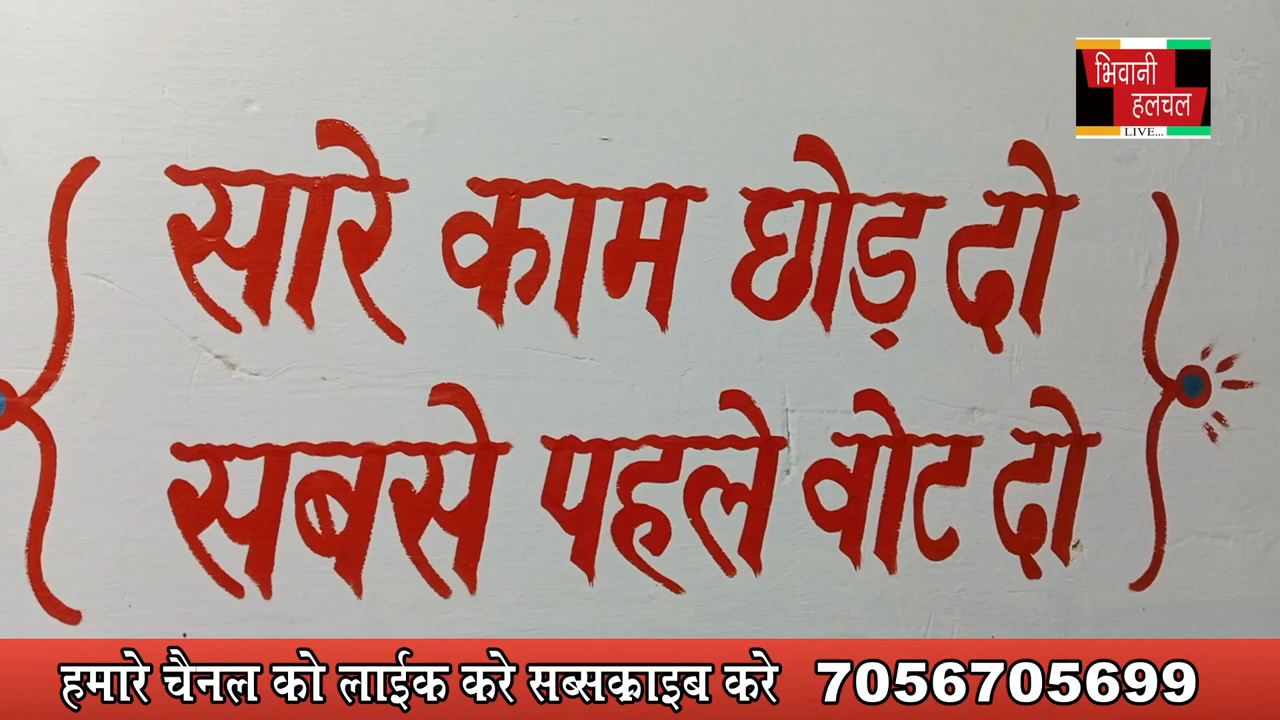 भिवानी
हलचल
LIVE...
सारे काम छोड़ दो
सबसे पहले वोट दो
हमारे चैनल को लाईक करे सब्सक्राइब करे 7056705699